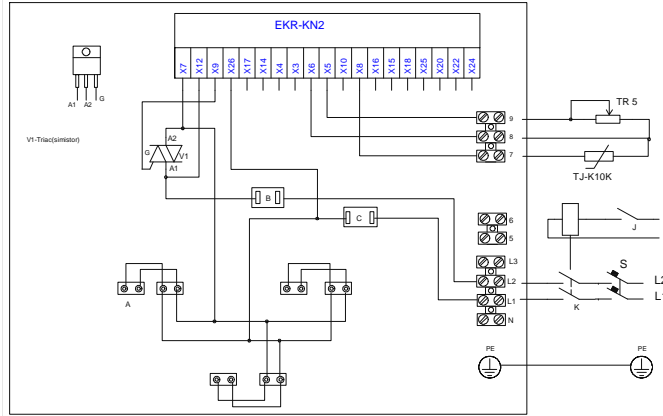 EKR-KN2
X7 X12 X9 X26 X17 X14 X4 X3 X6 X5 X10 X8 X16 X15 X18 X25 X20 X22 X24
A1 A2 G
V1-Triac(simistor)
A2
G
V1
A1
9
8
7
TR 5
TJ-K10K
B
C
6
5
J
L3
L2
L1
N
S
L2
L1
K
A
PE
PE